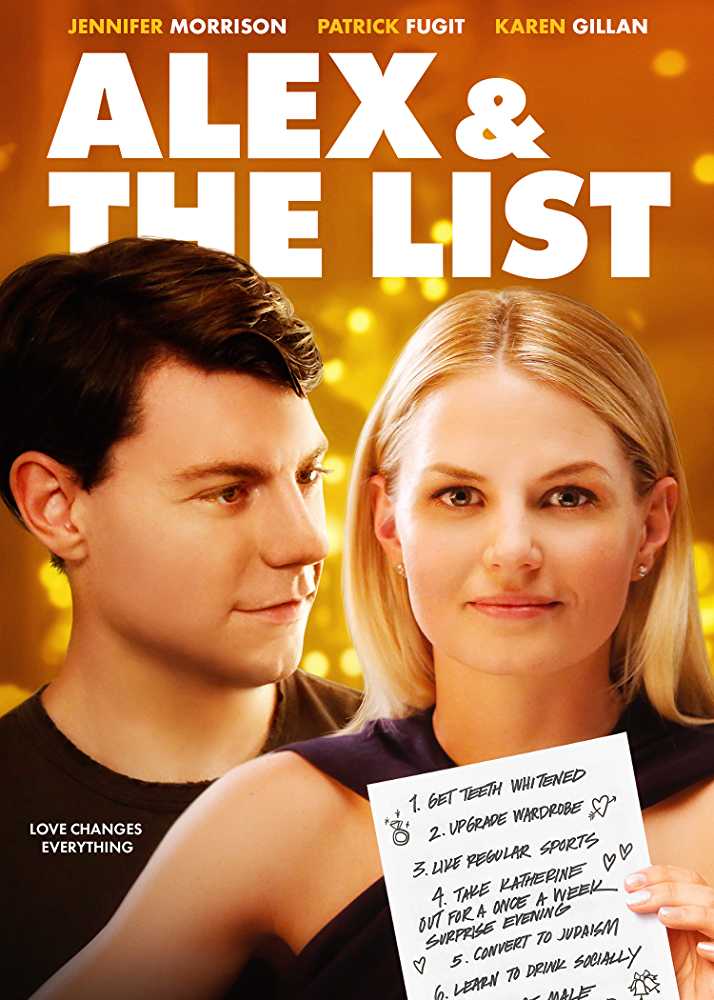 JENNIFER MORRISON PATRICK FUGIT KAREN GILLAN
ALEX &
THE LIST
LOVE CHANGES
EVERYTHING
1. GET TEETH WHITENED
2. UPGRADE WARDROBE
3. LIKE REGULAR SPORTS
4. TAKE KATHERINE
OUT FOR A ONCE A WEEK
SURPRISE EVENING
5. CONVERT TO JUDAISM
6. LEARN TO DRINK SOCIALLY
MALE